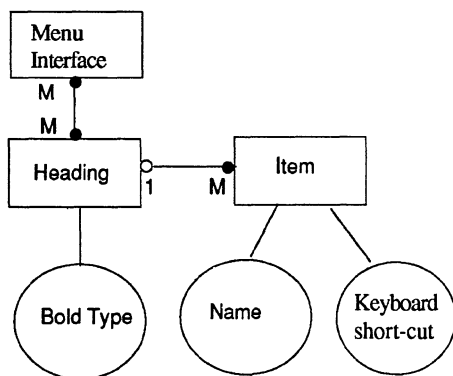 Menu
Interface
M
M
Heading
1
M
Item
Bold Type
Name
Keyboard
short-cut